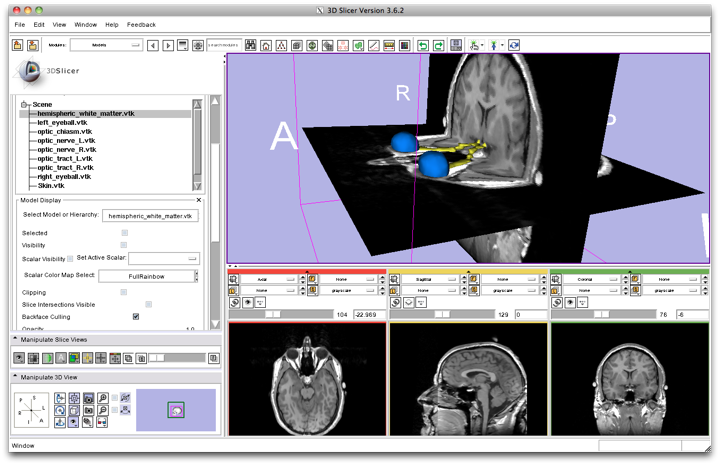 3D Slicer Version 3.6.2
File Edit View Window Help Feedback
Modules: Models
search modules
3DSlicer
Scene
hemispheric_white_matter.vtk
left_eyeball.vtk
optic_chiasm.vtk
optic_nerve_L.vtk
optic_nerve_R.vtk
optic_tract_L.vtk
optic_tract_R.vtk
right_eyeball.vtk
Skin.vtk
Model Display
Select Model or Hierarchy: hemispheric_white_matter.vtk
Selected
Visibility
Scalar Visibility Set Active Scalar:
Scalar Color Map Select: FullRainbow
Clipping
Slice Intersections Visible
Backface Culling
Opacity 1.0
Manipulate Slice Views
Manipulate 3D View
P S L
R A I
R
A
P
Axial None
None grayscale
104 -22.969
Sagittal None
None grayscale
129 0
Coronal None
None grayscale
76 -6
Window